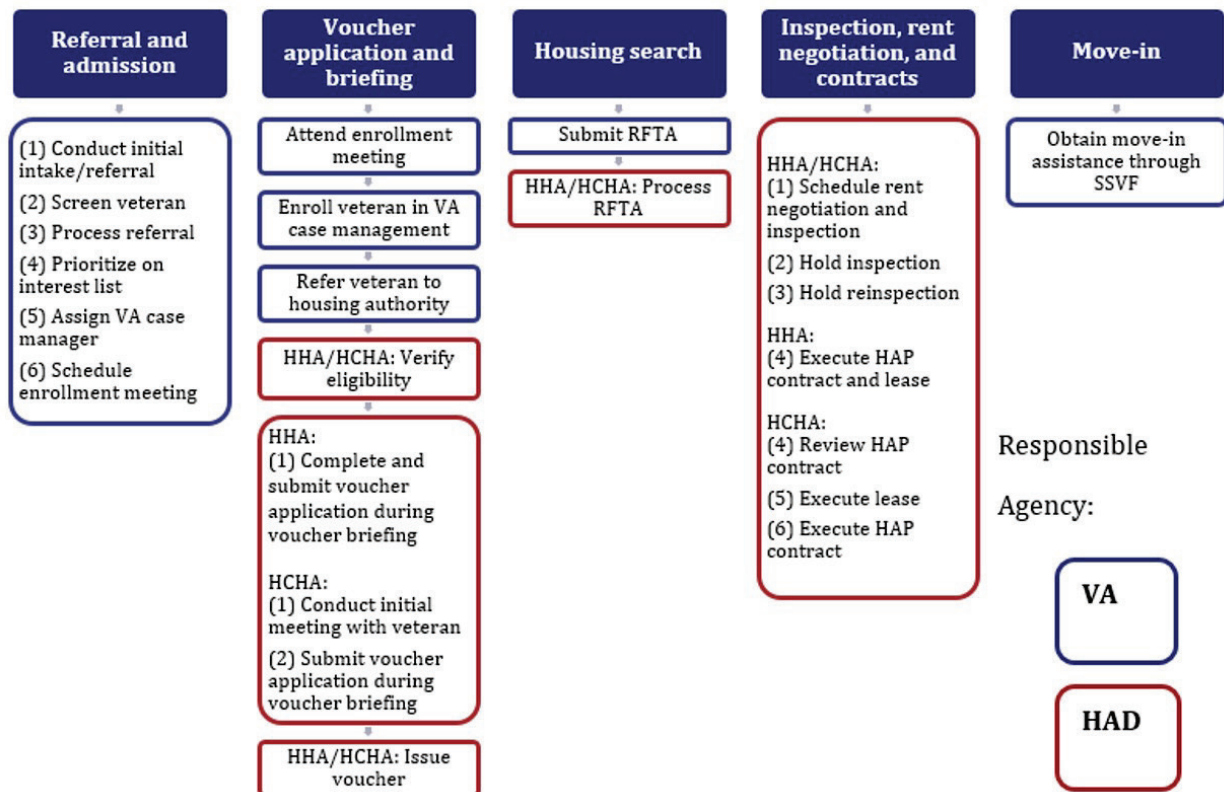 Referral and
admission
(1) Conduct initial
intake/referral
(2) Screen veteran
(3) Process referral
(4) Prioritize on
interest list
(5) Assign VA case
manager
(6) Schedule
enrollment meeting
Voucher
application and
briefing
Attend enrollment
meeting
Enroll veteran in VA
case management
Refer veteran to
housing authority
HHA/HCHA: Verify
eligibility
HHA:
(1) Complete and
submit voucher
application during
voucher briefing
HCHA:
(1) Conduct initial
meeting with veteran
(2) Submit voucher
application during
voucher briefing
HHA/HCHA: Issue
voucher
Housing search
Submit RFTA
HHA/HCHA: Process
RFTA
Inspection, rent
negotiation, and
contracts
HHA/HCHA:
(1) Schedule rent
negotiation and
inspection
(2) Hold inspection
(3) Hold reinspection
HHA:
(4) Execute HAP
contract and lease
HCHA:
(4) Review HAP
contract
(5) Execute lease
(6) Execute HAP
contract
Move-in
Obtain move-in
assistance through
SSVF
Responsible
Agency:
VA
HAD